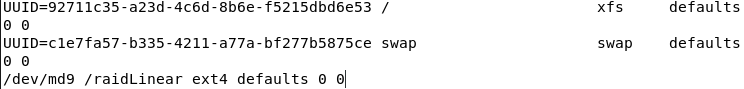 UUID=92711c35-a23d-4c6d-8b6e-f5215dbd6e53 / xfs defaults
0 0
UUID=c1e7fa57-b335-4211-a77a-bf277b5875ce swap swap defaults
0 0
/dev/md9 /raidLinear ext4 defaults 0 0